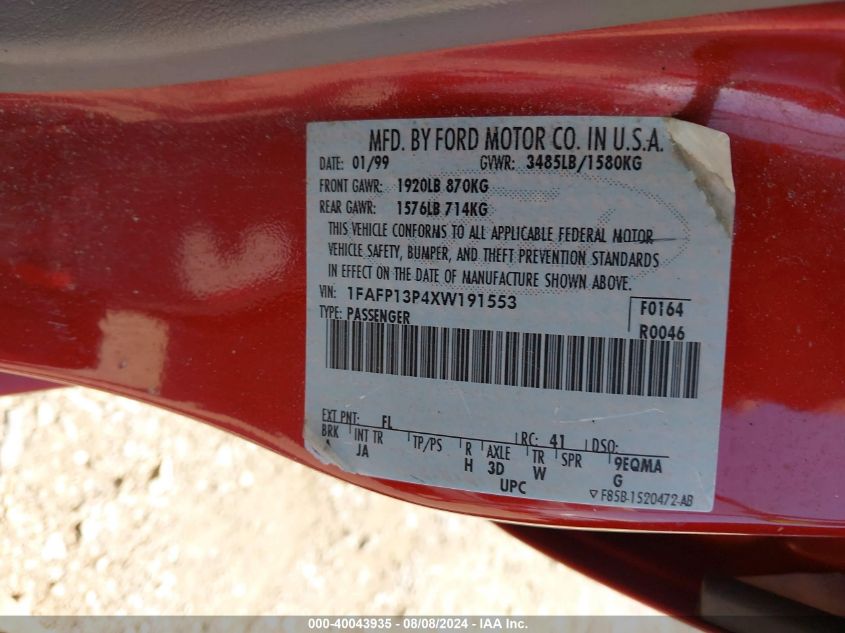 MFD. BY FORD MOTOR CO. IN U.S.A.
DATE: 01/99 GVWR: 3485LB/1580KG
FRONT GAWR: 1920LB 870KG
REAR GAWR: 1576LB 714KG
THIS VEHICLE CONFORMS TO ALL APPLICABLE FEDERAL MOTOR
VEHICLE SAFETY, BUMPER, AND THEFT PREVENTION STANDARDS
IN EFFECT ON THE DATE OF MANUFACTURE SHOWN ABOVE.
VIN: 1FAFP13P4XW191553 F0164
TYPE: PASSENGER R0046
EXT PNT: FL RC: 41 DSO:
BRK INT TR TP/PS R AXLE TR SPR 9EQMA
JA H 3D W G
UPC
▽ F85B-1520472-AB
000-40043935 - 08/08/2024 - IAA Inc.